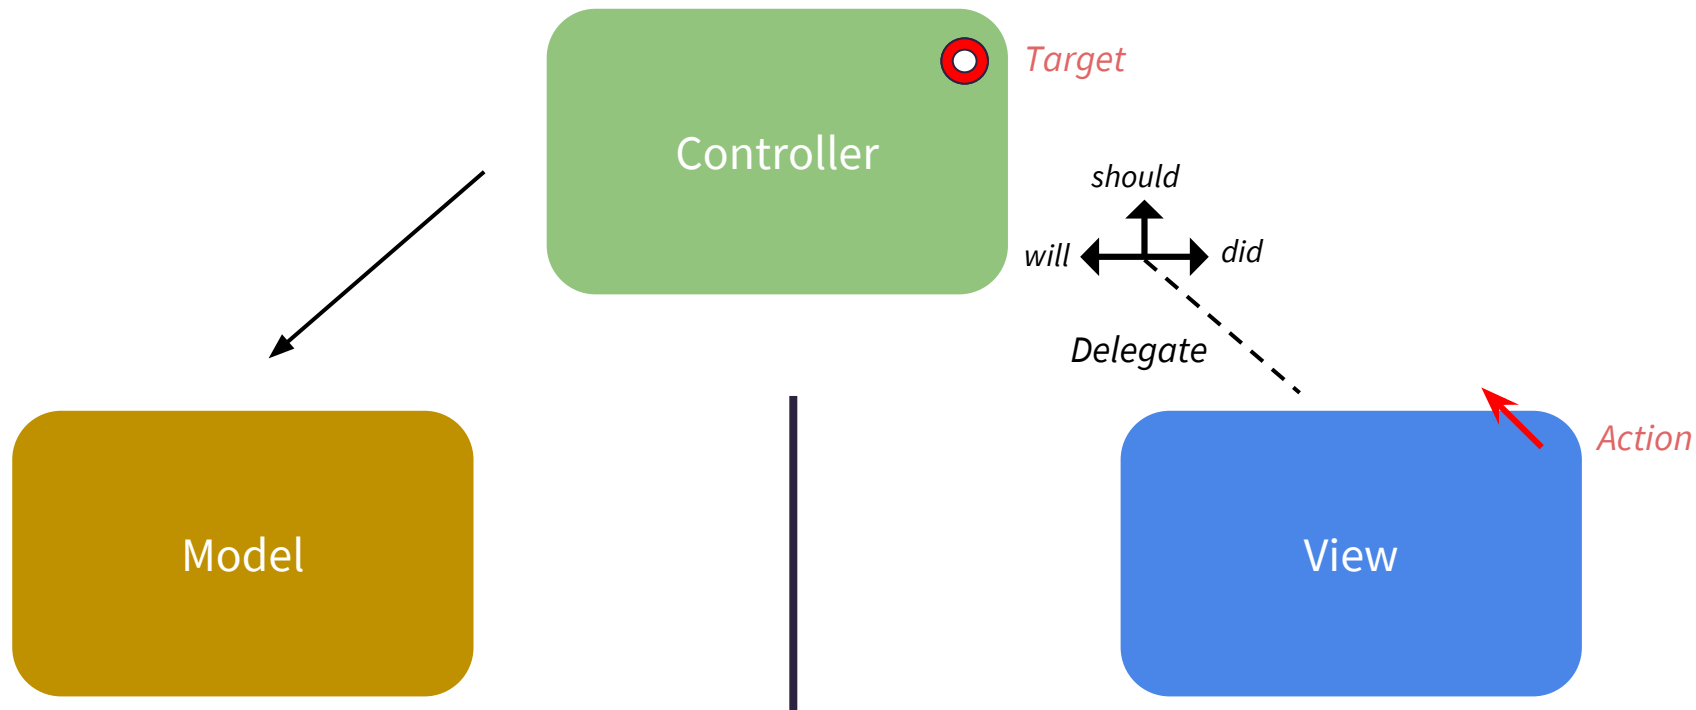 Target
Controller
should
will
did
Delegate
Action
Model
View